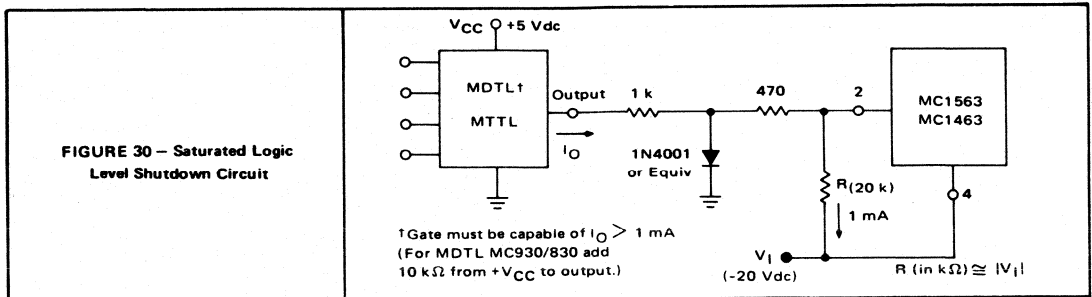 FIGURE 30 – Saturated Logic
Level Shutdown Circuit
VCC +5 Vdc
MDTL†
MTTL
Output
IO
1 k
1N4001
or Equiv
470
2
MC1563
MC1463
4
R(20 k)
1 mA
VI
(-20 Vdc)
R (in kΩ) ≅ |Vi|
†Gate must be capable of IO > 1 mA
(For MDTL MC930/830 add
10 kΩ from +VCC to output.)